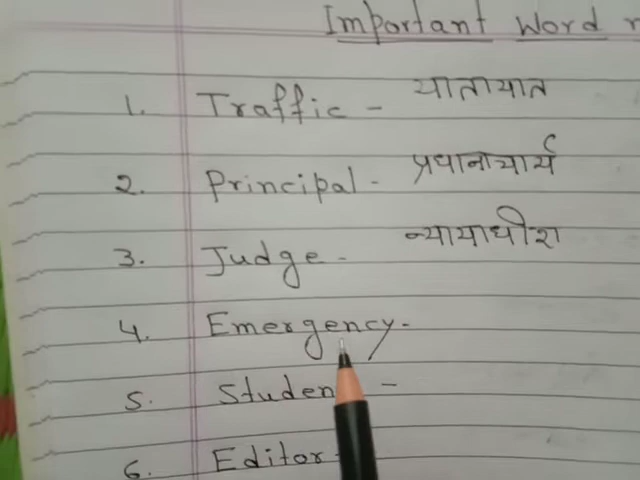 Important Word
1. Traffic - यातायात
2. Principal - प्रधानाचार्य
3. Judge - न्यायाधीश
4. Emergency -
5. Studen -
6. Editor -